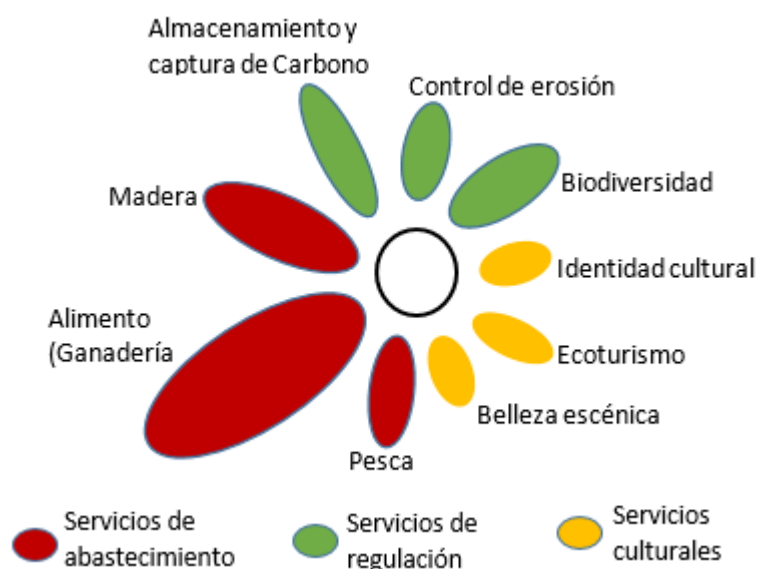 Almacenamiento y
captura de Carbono
Control de erosión
Madera
Biodiversidad
Identidad cultural
Alimento
(Ganadería
Ecoturismo
Belleza escénica
Pesca
Servicios de
abastecimiento
Servicios de
regulación
Servicios
culturales